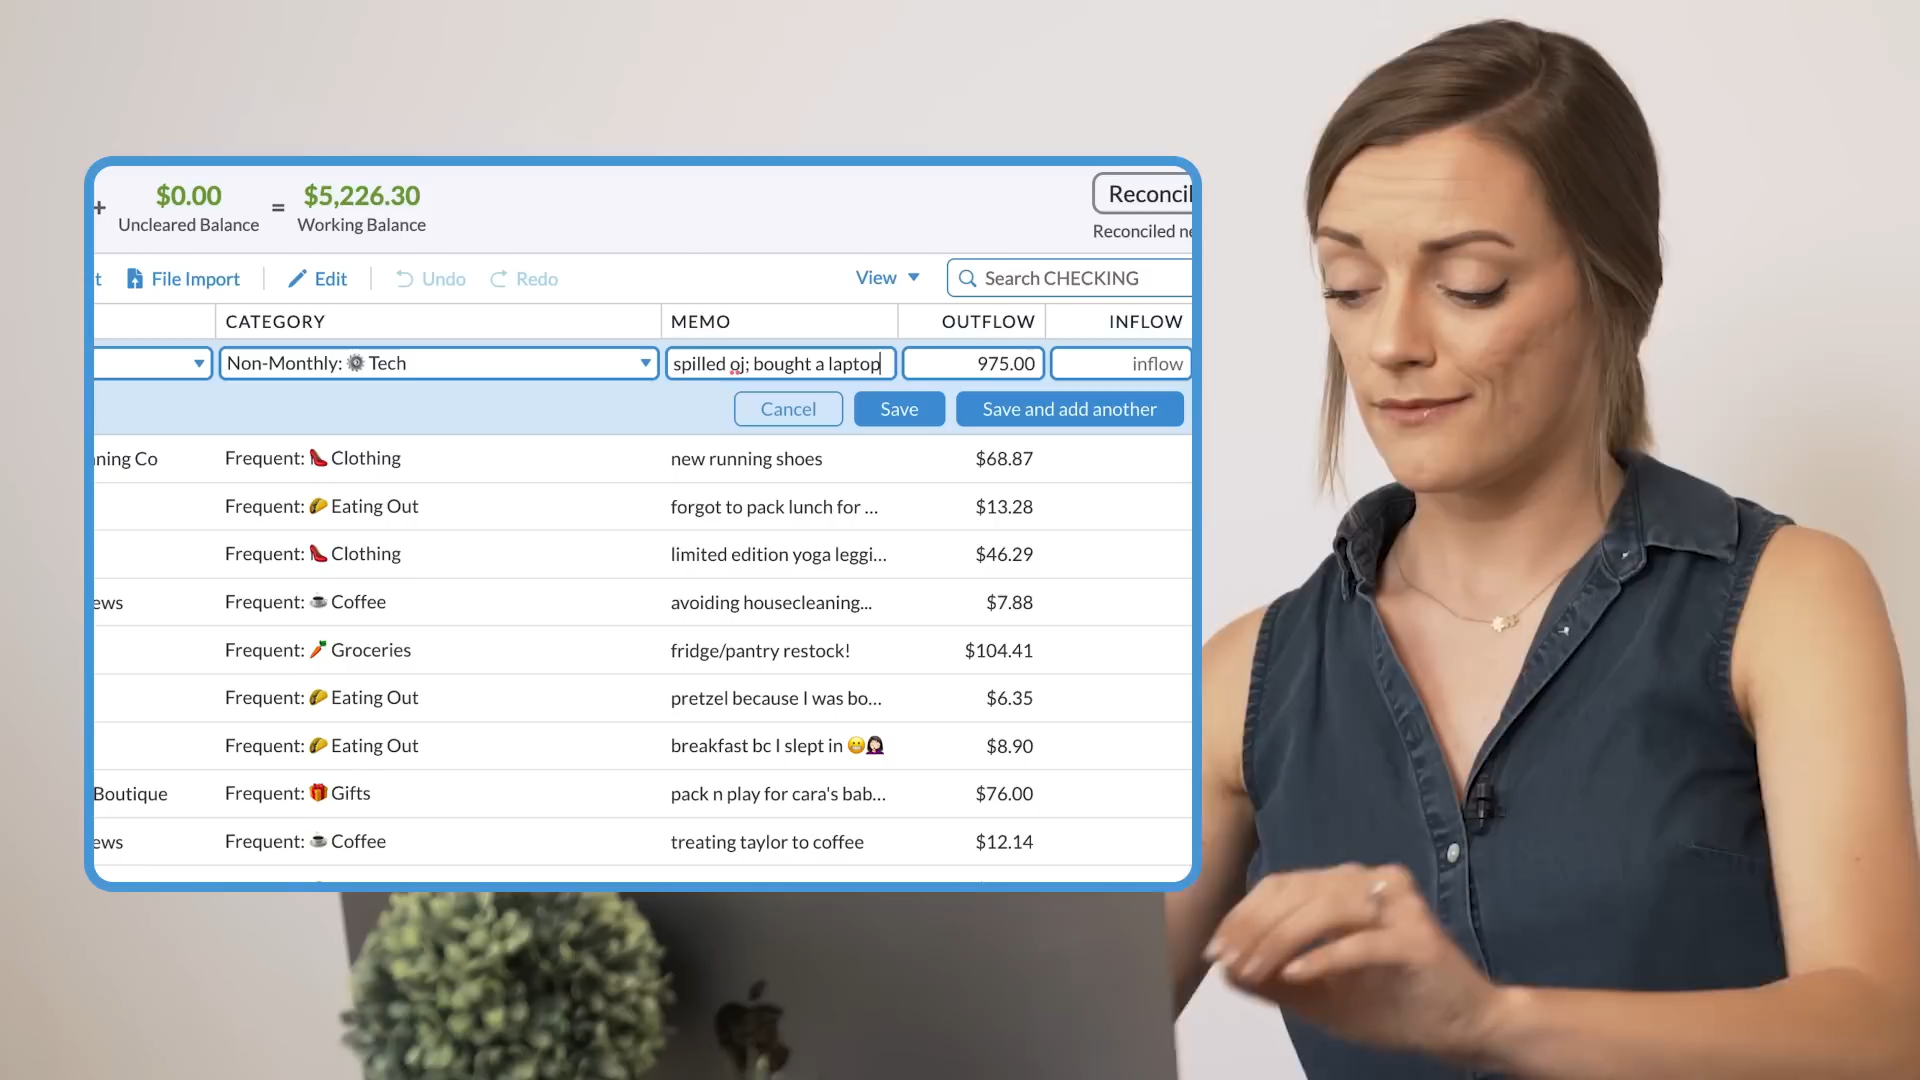 + $0.00 = $5,226.30 Reconcil
Uncleared Balance Working Balance Reconciled
File Import Edit Undo Redo View Search CHECKING
CATEGORY MEMO OUTFLOW INFLOW
Non-Monthly: ⚙️ Tech spilled oj; bought a laptop 975.00 inflow
Cancel Save Save and add another
ning Co Frequent: 👠 Clothing new running shoes $68.87
Frequent: 🌮 Eating Out forgot to pack lunch for ... $13.28
Frequent: 👠 Clothing limited edition yoga leggi... $46.29
ews Frequent: ☕ Coffee avoiding housecleaning... $7.88
Frequent: 🥕 Groceries fridge/pantry restock! $104.41
Frequent: 🌮 Eating Out pretzel because I was bo... $6.35
Frequent: 🌮 Eating Out breakfast bc I slept in 😬🤦🏻‍♀️ $8.90
Boutique Frequent: 🎁 Gifts pack n play for cara's bab... $76.00
ews Frequent: ☕ Coffee treating taylor to coffee $12.14